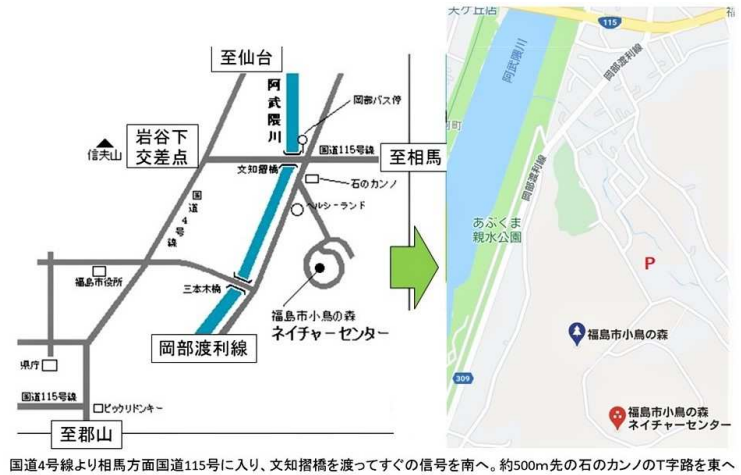 至仙台
阿武隈川
岡部バス停
岩谷下
交差点
信夫山
国道115号線
至相馬
文知摺橋
石のカンノ
国道4号線
ヘルシーランド
福島市役所
三本木橋
福島市小鳥の森
ネイチャーセンター
岡部渡利線
県庁
国道115号線
ビックリドンキー
至郡山
115
岡部渡利線
阿武隈川
岡部渡利線
あぶくま
親水公園
P
福島市小鳥の森
309
福島市小鳥の森
ネイチャーセンター
国道4号線より相馬方面国道115号に入り、文知摺橋を渡ってすぐの信号を南へ。約500m先の石のカンノのT字路を東へ